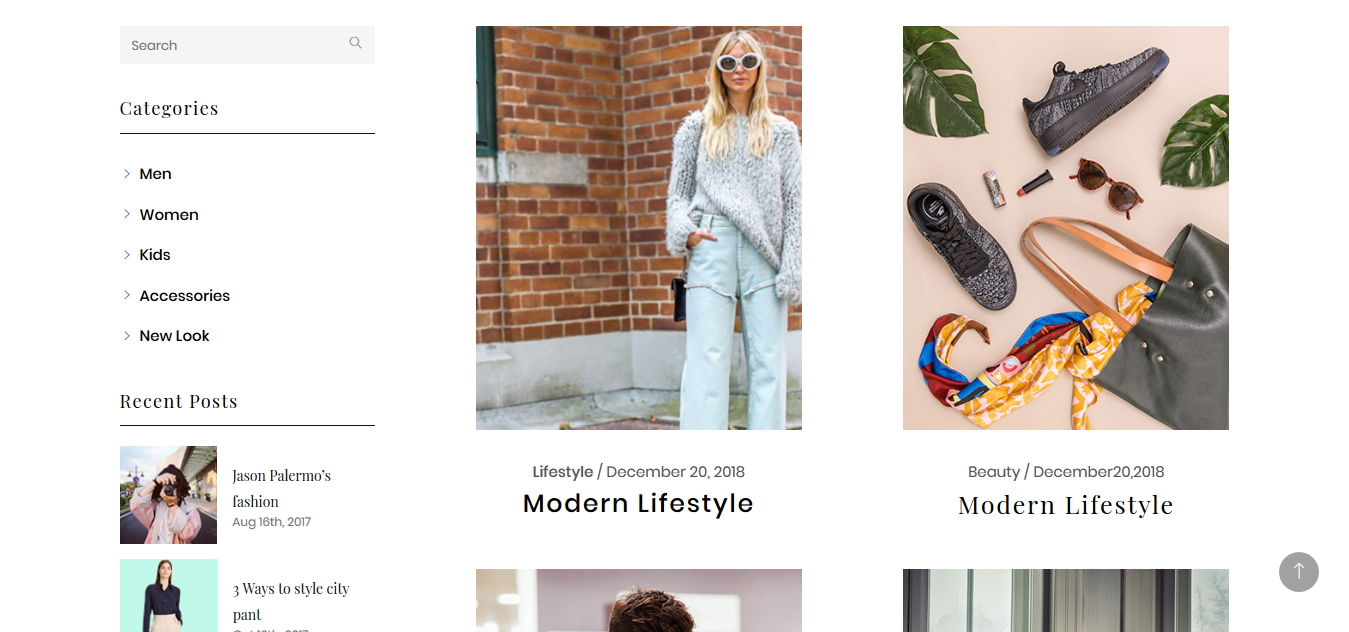 Search
Categories
Men
Women
Kids
Accessories
New Look
Recent Posts
Jason Palermo's
fashion
Aug 16th, 2017
3 Ways to style city
pant
Lifestyle / December 20, 2018
Modern Lifestyle
Beauty / December20,2018
Modern Lifestyle